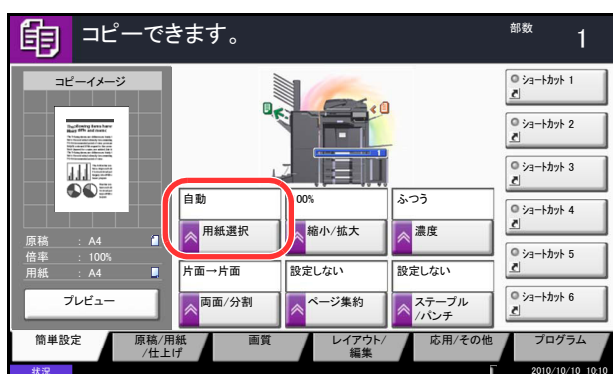 コピーできます。
部数
1
コピーイメージ
原稿 : A4
倍率 : 100%
用紙 : A4
プレビュー
自動
用紙選択
00%
縮小/拡大
ふつう
濃度
片面→片面
両面/分割
設定しない
ページ集約
設定しない
ステープル
/パンチ
ショートカット 1
ショートカット 2
ショートカット 3
ショートカット 4
ショートカット 5
ショートカット 6
簡単設定
原稿/用紙
/仕上げ
画質
レイアウト/
編集
応用/その他
プログラム
状況
2010/10/10 10:10